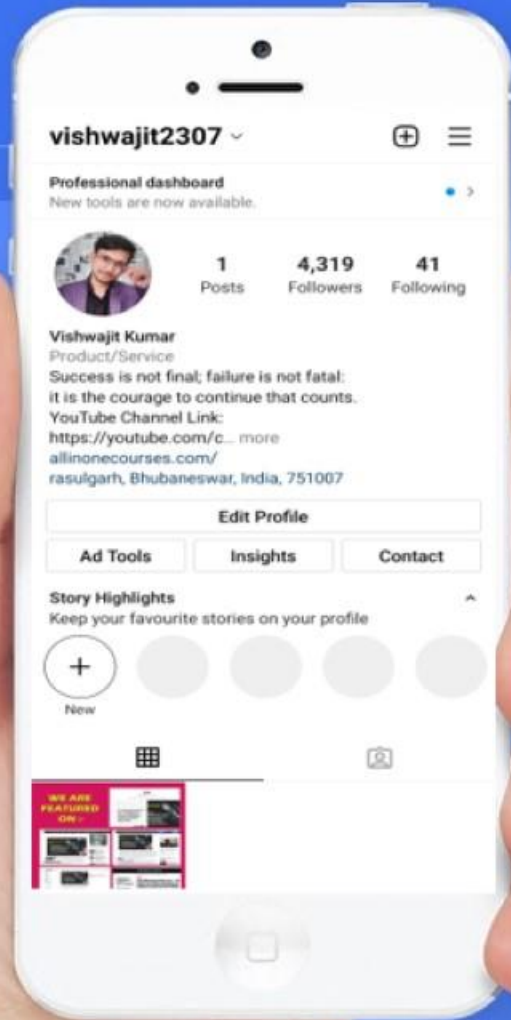 vishwajit2307
Professional dashboard
New tools are now available.
1 4,319 41
Posts Followers Following
Vishwajit Kumar
Product/Service
Success is not final; failure is not fatal:
it is the courage to continue that counts.
YouTube Channel Link:
https://youtube.com/c... more
allinonecourses.com/
rasulgarh, Bhubaneswar, India, 751007
Edit Profile
Ad Tools Insights Contact
Story Highlights
Keep your favourite stories on your profile
New
WE ARE
FEATURED
ON -